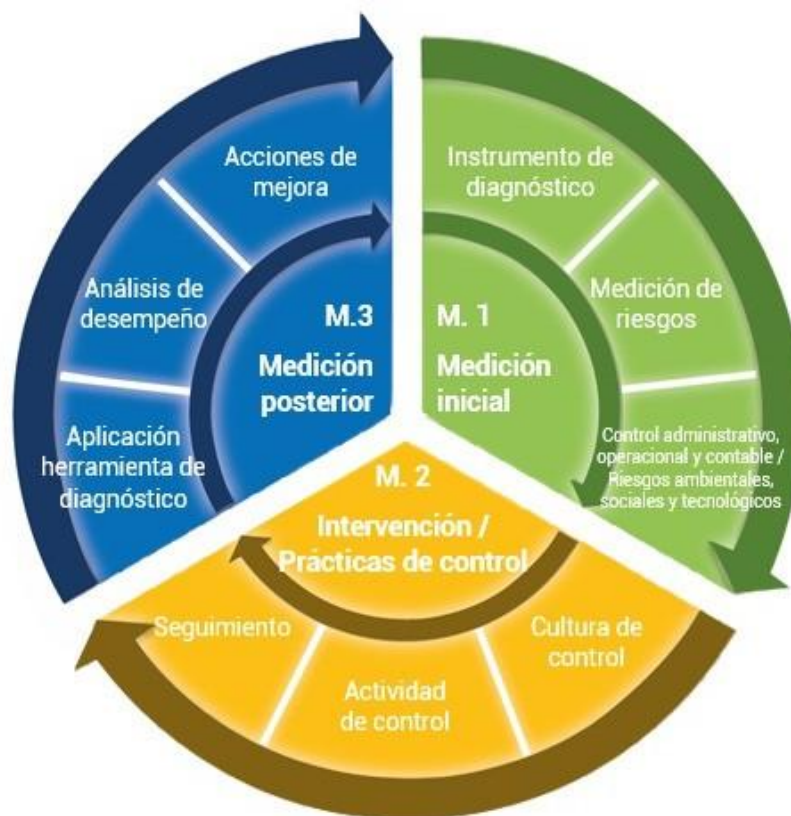 Instrumento de
diagnóstico
Medición de
riesgos
Control administrativo,
operacional y contable /
Riesgos ambientales,
sociales y tecnológicos
M. 1
Medición
inicial
M. 2
Intervención /
Prácticas de control
Cultura de
control
Actividad
de control
Seguimiento
M.3
Medición
posterior
Aplicación
herramienta de
diagnóstico
Análisis de
desempeño
Acciones de
mejora